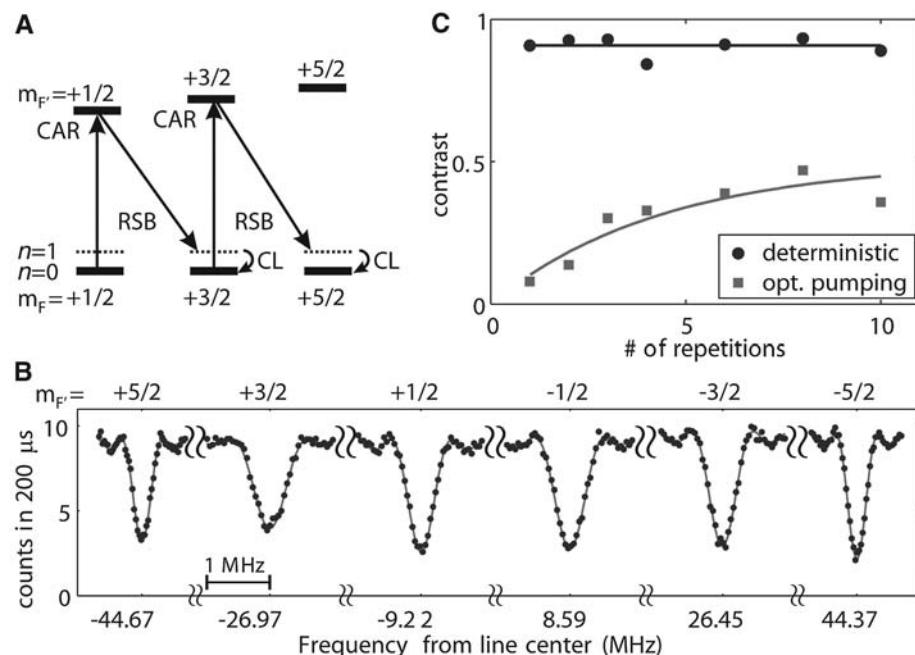 A
m_F'=+1/2
+3/2
+5/2
CAR
CAR
RSB
RSB
n=1
n=0
CL
CL
m_F=
+1/2
+3/2
+5/2
C
1
0.5
0
contrast
deterministic
opt. pumping
0
5
10
# of repetitions
B
m_F'= +5/2 +3/2 +1/2 -1/2 -3/2 -5/2
10
5
0
counts in 200 µs
1 MHz
-44.67 -26.97 -9.2 2 8.59 26.45 44.37
Frequency from line center (MHz)